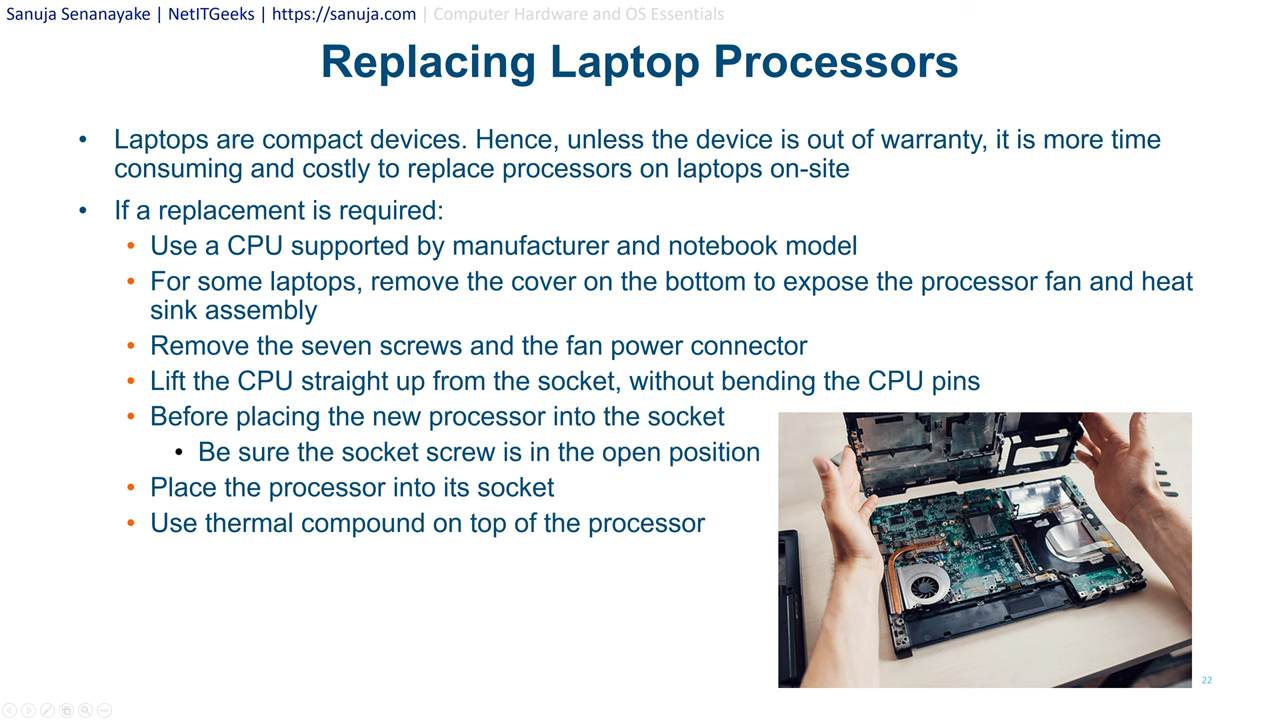 Sanuja Senanayake | NetITGeeks | https://sanuja.com | Computer Hardware and OS Essentials
Replacing Laptop Processors
• Laptops are compact devices. Hence, unless the device is out of warranty, it is more time
consuming and costly to replace processors on laptops on-site
• If a replacement is required:
• Use a CPU supported by manufacturer and notebook model
• For some laptops, remove the cover on the bottom to expose the processor fan and heat
sink assembly
• Remove the seven screws and the fan power connector
• Lift the CPU straight up from the socket, without bending the CPU pins
• Before placing the new processor into the socket
• Be sure the socket screw is in the open position
• Place the processor into its socket
• Use thermal compound on top of the processor
22